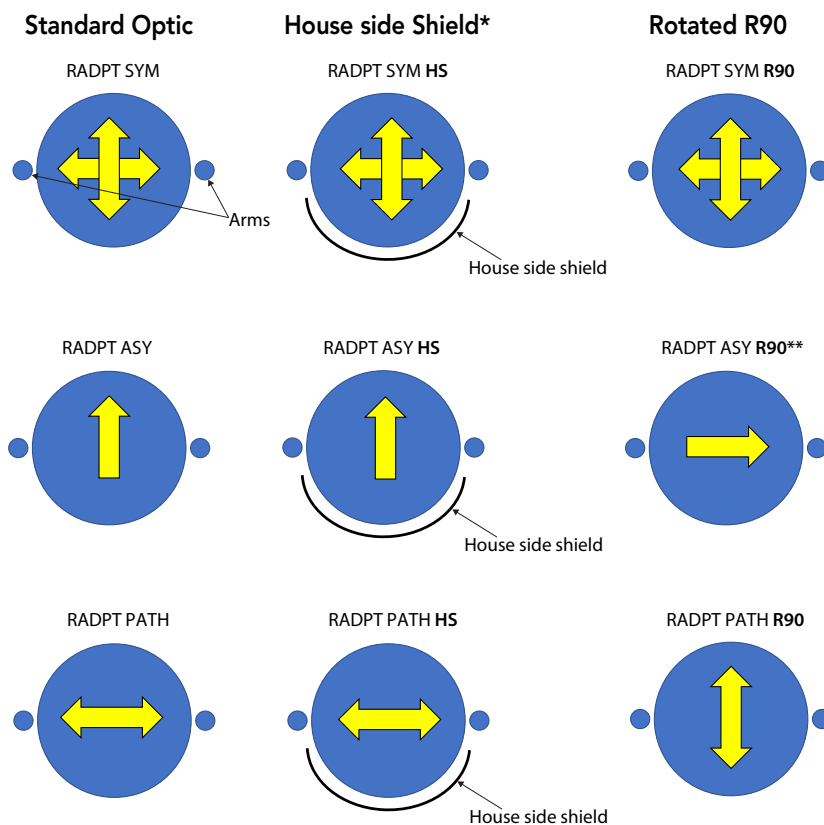 Standard Optic
House side Shield*
Rotated R90
RADPT SYM
RADPT SYM HS
RADPT SYM R90
Arms
House side shield
RADPT ASY
RADPT ASY HS
RADPT ASY R90**
House side shield
RADPT PATH
RADPT PATH HS
RADPT PATH R90
House side shield